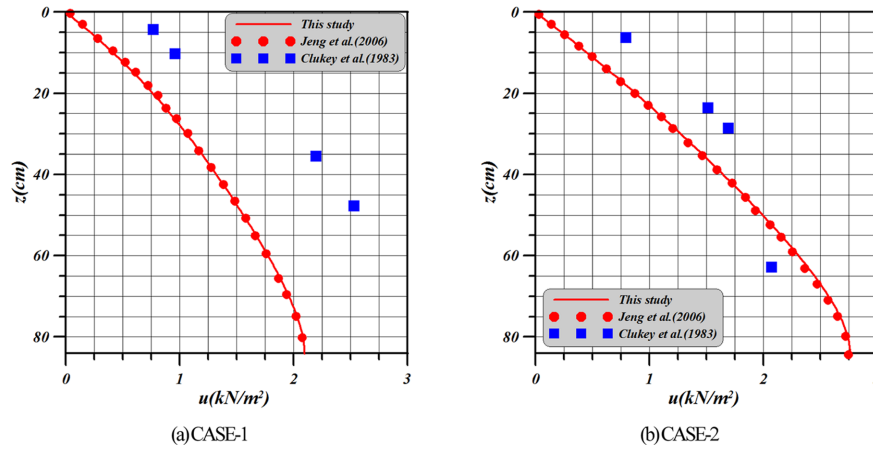 This study
Jeng et al.(2006)
Clukey et al.(1983)
0
20
40
60
80
z(cm)
0
1
2
3
u(kN/m²)
(a)CASE-1
0
20
40
60
80
z(cm)
This study
Jeng et al.(2006)
Clukey et al.(1983)
0
1
2
3
u(kN/m²)
(b)CASE-2